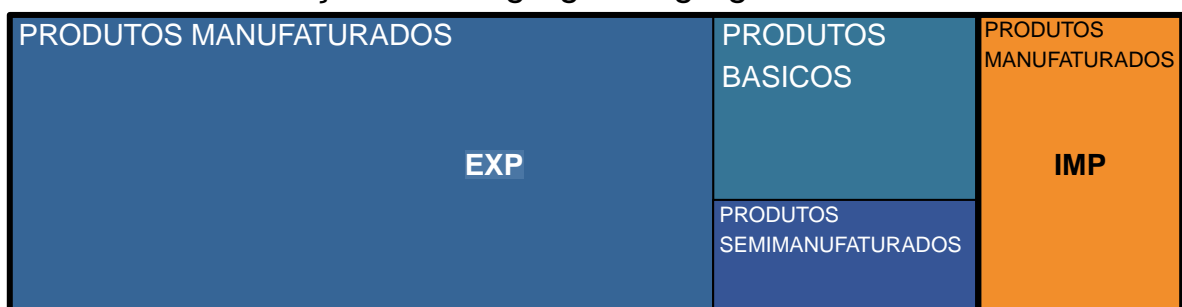 PRODUTOS MANUFATURADOS
EXP
PRODUTOS
BASICOS
PRODUTOS
SEMIMANUFATURADOS
PRODUTOS
MANUFATURADOS
IMP